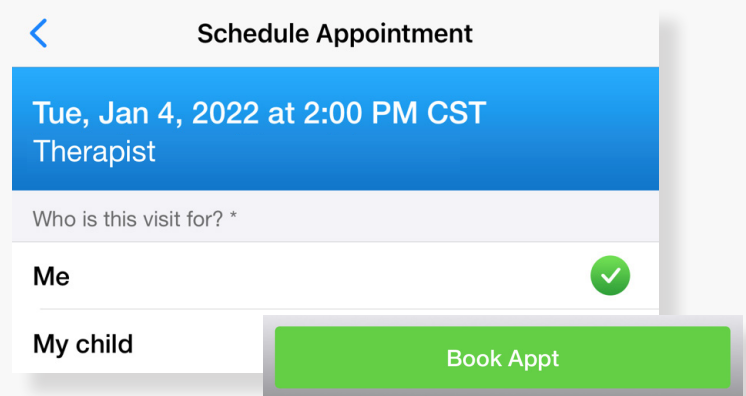 Schedule Appointment
Tue, Jan 4, 2022 at 2:00 PM CST
Therapist
Who is this visit for? *
Me
My child
Book Appt